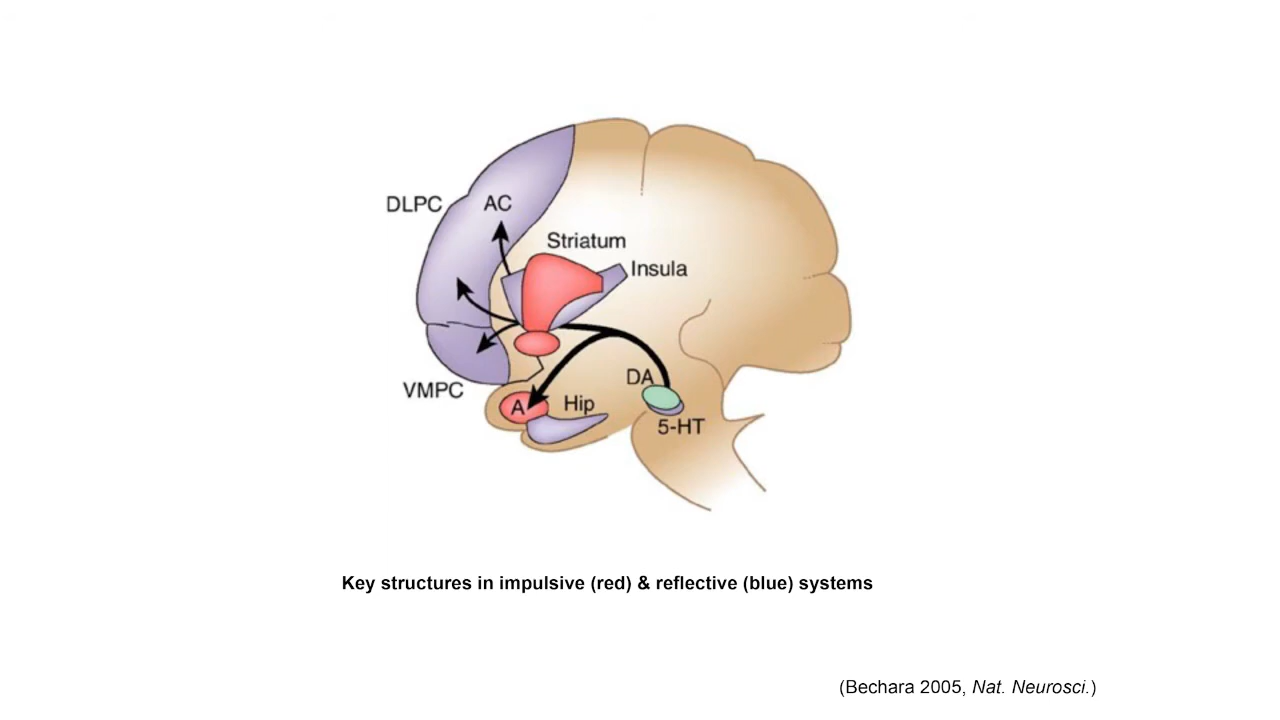 DLPC
AC
Striatum
Insula
VMPC
DA
A
Hip
5-HT
Key structures in impulsive (red) & reflective (blue) systems
(Bechara 2005, Nat. Neurosci.)